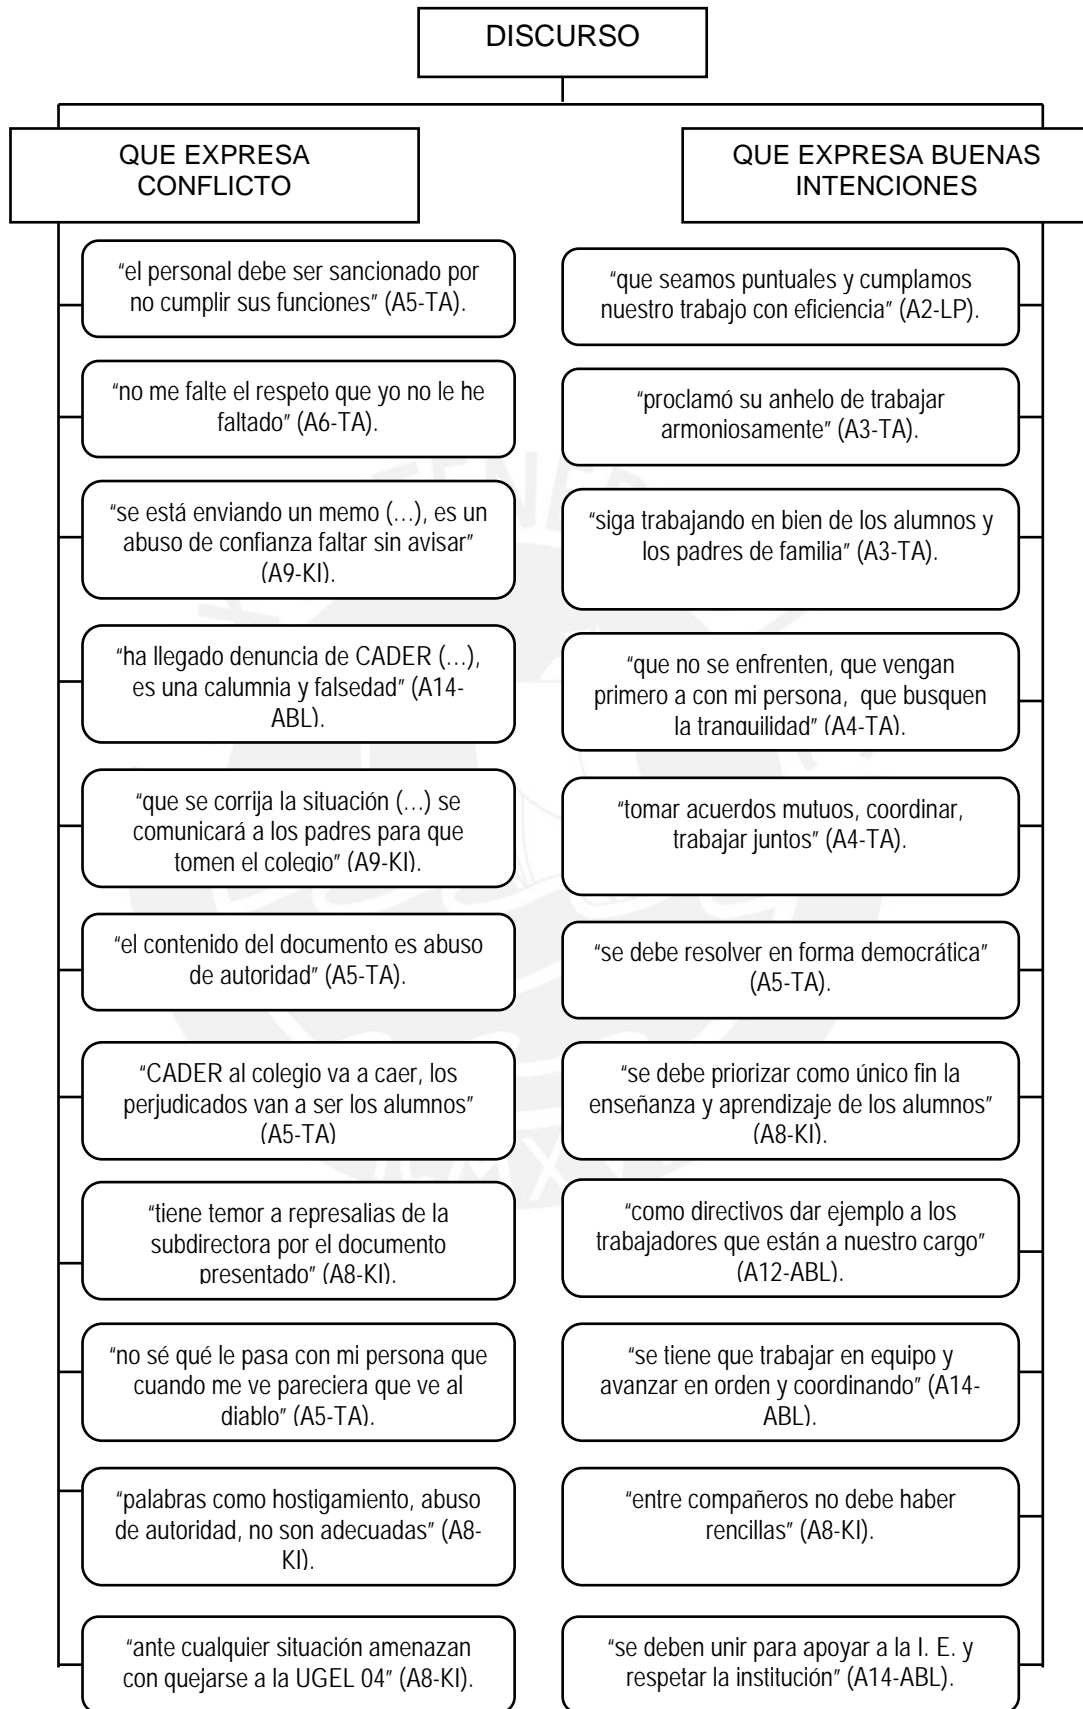 DISCURSO
QUE EXPRESA
CONFLICTO
QUE EXPRESA BUENAS
INTENCIONES
“el personal debe ser sancionado por
no cumplir sus funciones” (A5-TA).
“no me falte el respeto que yo no le he
faltado” (A6-TA).
“se está enviando un memo (…), es un
abuso de confianza faltar sin avisar”
(A9-KI).
“ha llegado denuncia de CADER (…),
es una calumnia y falsedad” (A14-
ABL).
“que se corrija la situación (…) se
comunicará a los padres para que
tomen el colegio” (A9-KI).
“el contenido del documento es abuso
de autoridad” (A5-TA).
“CADER al colegio va a caer, los
perjudicados van a ser los alumnos”
(A5-TA)
“tiene temor a represalias de la
subdirectora por el documento
presentado” (A8-KI).
“no sé qué le pasa con mi persona que
cuando me ve pareciera que ve al
diablo” (A5-TA).
“palabras como hostigamiento, abuso
de autoridad, no son adecuadas” (A8-
KI).
“ante cualquier situación amenazan
con quejarse a la UGEL 04” (A8-KI).
“que seamos puntuales y cumplamos
nuestro trabajo con eficiencia” (A2-LP).
“proclamó su anhelo de trabajar
armoniosamente” (A3-TA).
“siga trabajando en bien de los alumnos y
los padres de familia” (A3-TA).
“que no se enfrenten, que vengan
primero a con mi persona, que busquen
la tranquilidad” (A4-TA).
“tomar acuerdos mutuos, coordinar,
trabajar juntos” (A4-TA).
“se debe resolver en forma democrática”
(A5-TA).
“se debe priorizar como único fin la
enseñanza y aprendizaje de los alumnos”
(A8-KI).
“como directivos dar ejemplo a los
trabajadores que están a nuestro cargo”
(A12-ABL).
“se tiene que trabajar en equipo y
avanzar en orden y coordinando” (A14-
ABL).
“entre compañeros no debe haber
rencillas” (A8-KI).
“se deben unir para apoyar a la I. E. y
respetar la institución” (A14-ABL).